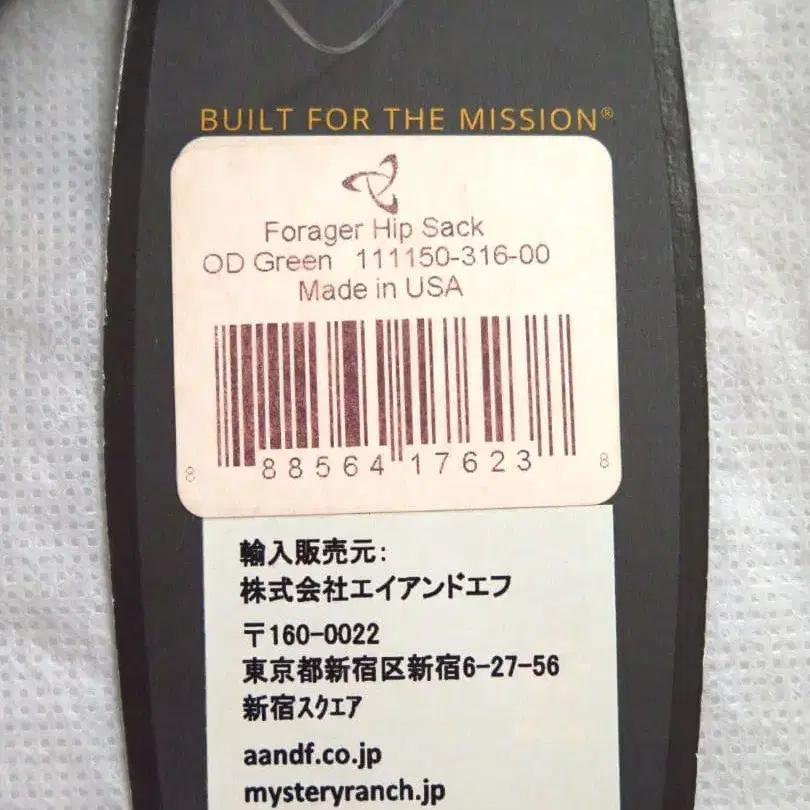 BUILT FOR THE MISSION®
Forager Hip Sack
OD Green 111150-316-00
Made in USA
8 88564 17623 8
輸入販売元:
株式会社エイアンドエフ
〒160-0022
東京都新宿区新宿6-27-56
新宿スクエア
aandf.co.jp
mysteryranch.jp